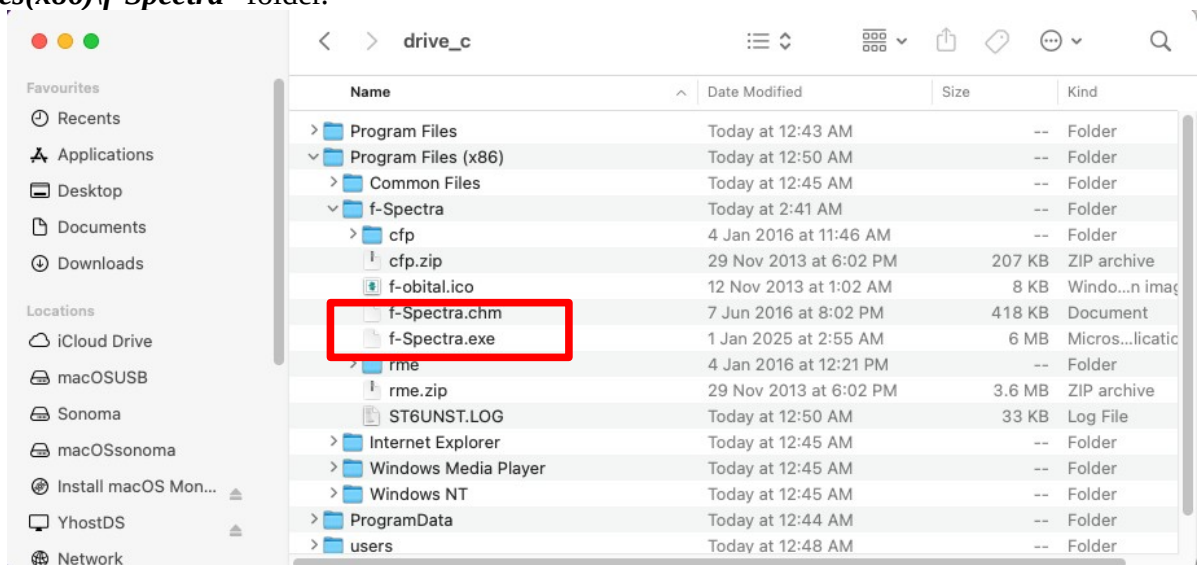 es(x86)\f-Spectra" folder.
drive_c
Favourites
Recents
Applications
Desktop
Documents
Downloads
Locations
iCloud Drive
macOSUSB
Sonoma
macOSsonoma
Install macOS Mon...
YhostDS
Network
Name Date Modified Size Kind
Program Files Today at 12:43 AM -- Folder
Program Files (x86) Today at 12:50 AM -- Folder
Common Files Today at 12:45 AM -- Folder
f-Spectra Today at 2:41 AM -- Folder
cfp 4 Jan 2016 at 11:46 AM -- Folder
cfp.zip 29 Nov 2013 at 6:02 PM 207 KB ZIP archive
f-obital.ico 12 Nov 2013 at 1:02 AM 8 KB Windo...n imag
f-Spectra.chm 7 Jun 2016 at 8:02 PM 418 KB Document
f-Spectra.exe 1 Jan 2025 at 2:55 AM 6 MB Micros...licatic
rme 4 Jan 2016 at 12:21 PM -- Folder
rme.zip 29 Nov 2013 at 6:02 PM 3.6 MB ZIP archive
ST6UNST.LOG Today at 12:50 AM 33 KB Log File
Internet Explorer Today at 12:45 AM -- Folder
Windows Media Player Today at 12:45 AM -- Folder
Windows NT Today at 12:45 AM -- Folder
ProgramData Today at 12:44 AM -- Folder
users Today at 12:48 AM -- Folder